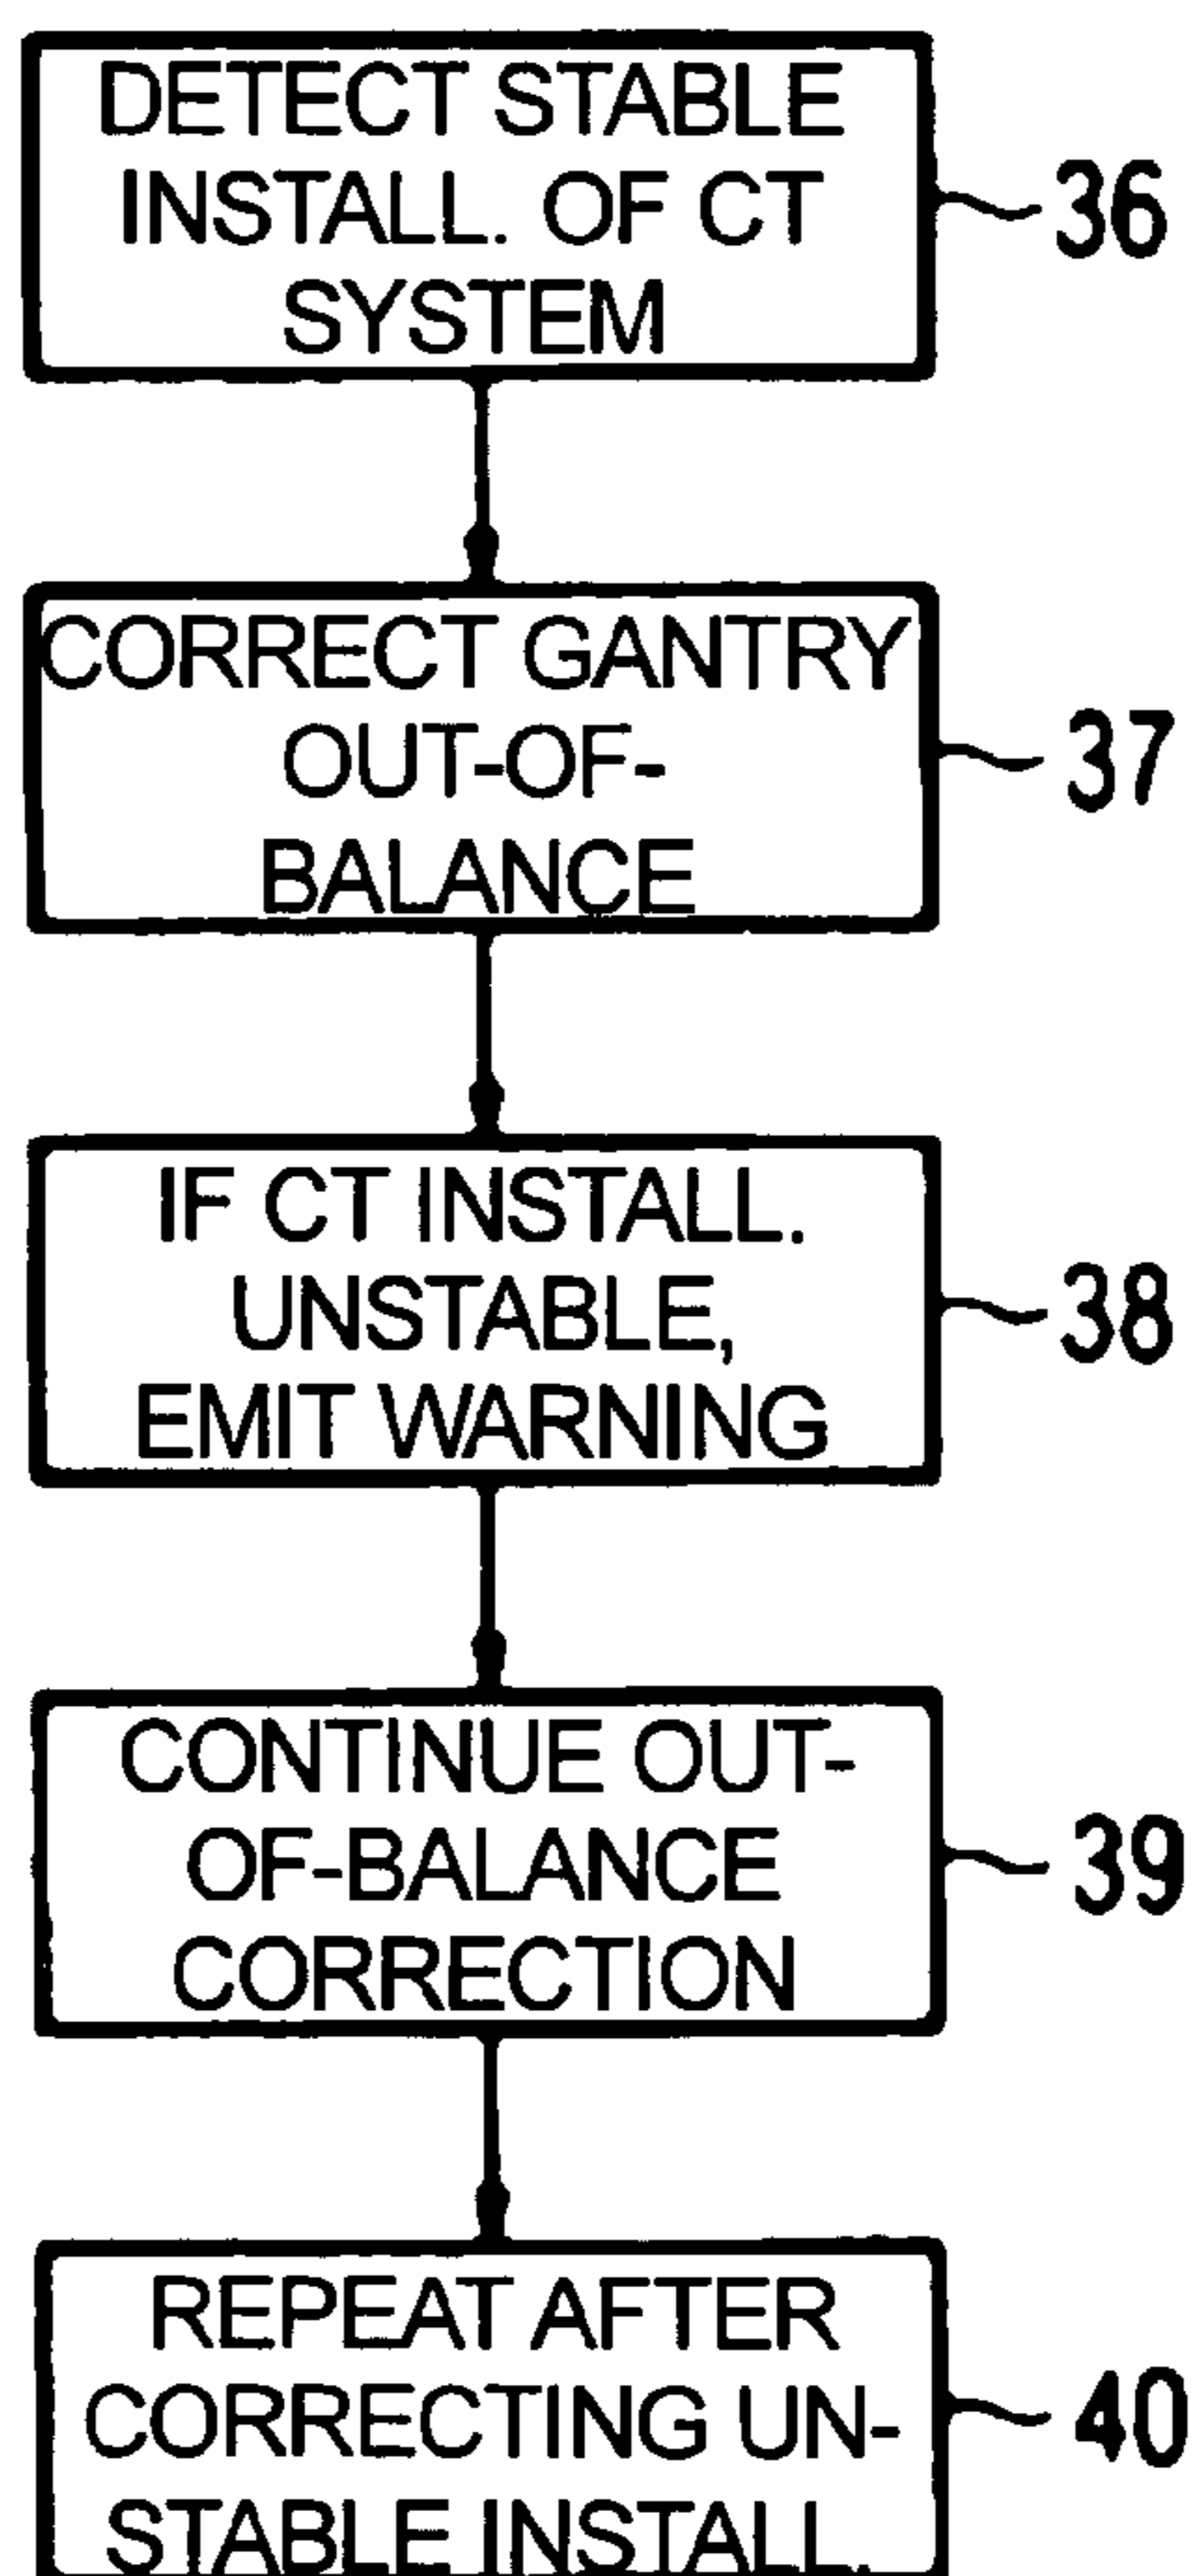 DETECT STABLE
INSTALL. OF CT
SYSTEM
36
CORRECT GANTRY
OUT-OF-
BALANCE
37
IF CT INSTALL.
UNSTABLE,
EMIT WARNING
38
CONTINUE OUT-
OF-BALANCE
CORRECTION
39
REPEAT AFTER
CORRECTING UN-
STABLE INSTALL.
40